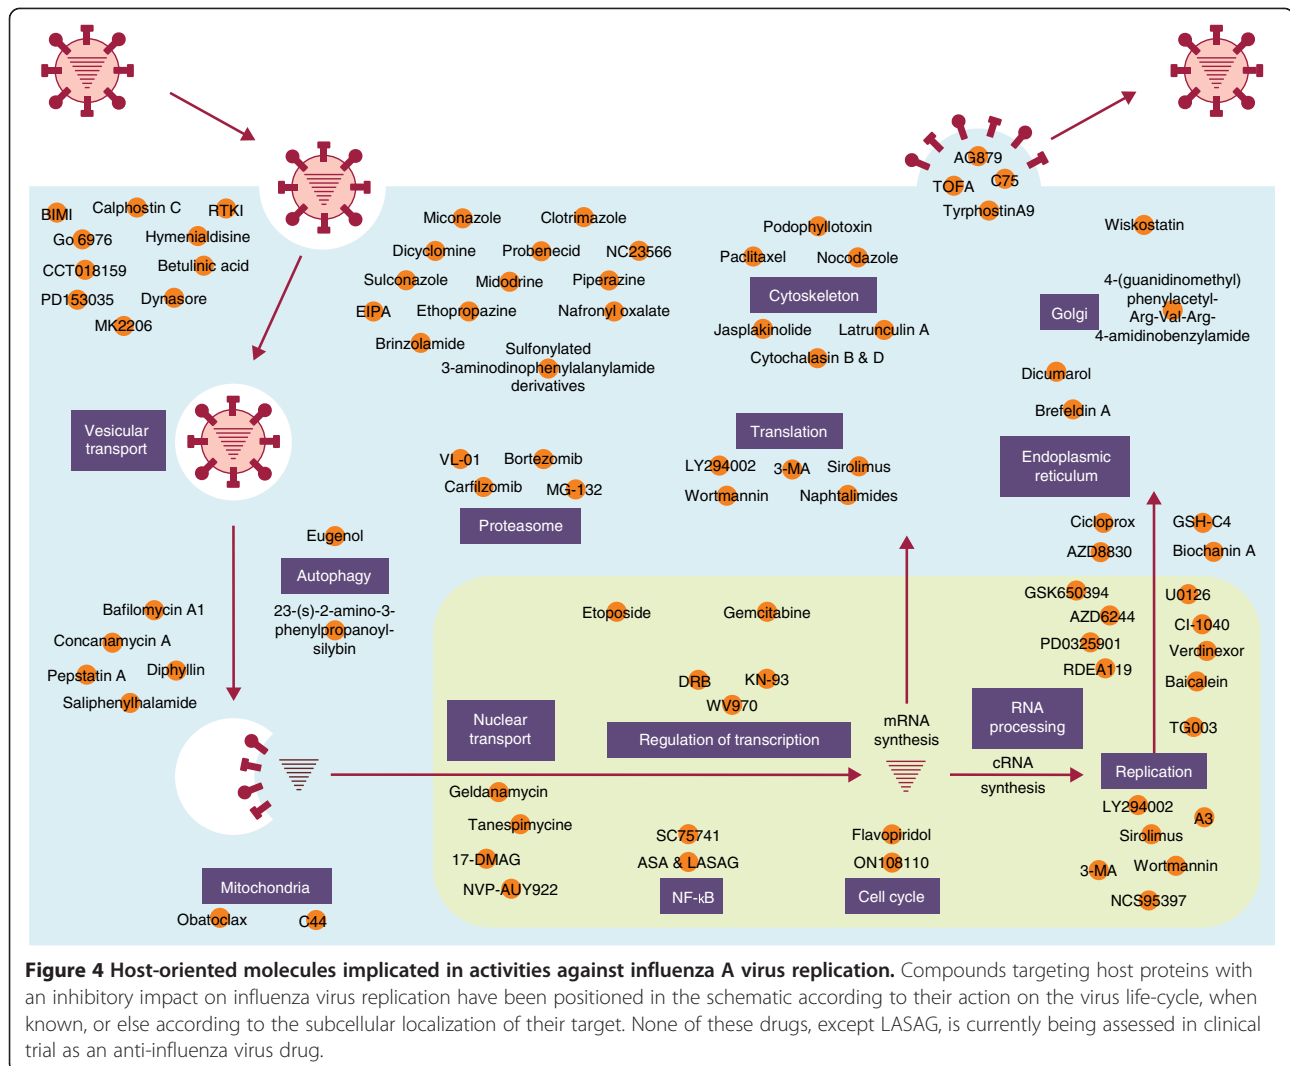 AG879
TOFA
C75
TyrphostinA9
BIMI
Calphostin C
RTKI
Go 6976
Hymenialdisine
CCT018159
Betulinic acid
PD153035
Dynasore
MK2206
Miconazole
Clotrimazole
Dicyclomine
Probenecid
NC23566
Sulconazole
Midodrine
Piperazine
EIPA
Ethopropazine
Nafronyl oxalate
Brinzolamide
Sulfonylated
3-aminodinophenylalanylamide
derivatives
Podophyllotoxin
Paclitaxel
Nocodazole
Cytoskeleton
Jasplakinolide
Latrunculin A
Cytochalasin B & D
Wiskostatin
4-(guanidinomethyl)
phenylacetyl-
Arg-Val-Arg-
4-amidinobenzylamide
Golgi
Dicumarol
Brefeldin A
Endoplasmic
reticulum
Vesicular
transport
VL-01
Bortezomib
Carfilzomib
MG-132
Proteasome
Translation
LY294002
3-MA
Sirolimus
Wortmannin
Naphtalimides
Eugenol
Autophagy
23-(s)-2-amino-3-
phenylpropanoyl-
silybin
Bafilomycin A1
Concanamycin A
Pepstatin A
Diphyllin
Saliphenylhalamide
Cicloprox
GSH-C4
AZD8830
Biochanin A
GSK650394
U0126
AZD6244
CI-1040
PD0325901
Verdinexor
RDEA119
Baicalein
TG003
Etoposide
Gemcitabine
DRB
KN-93
WV970
Nuclear
transport
Regulation of transcription
mRNA
synthesis
RNA
processing
cRNA
synthesis
Replication
Geldanamycin
Tanespimycine
17-DMAG
NVP-AUY922
SC75741
ASA & LASAG
NF-κB
Flavopiridol
ON108110
Cell cycle
LY294002
A3
Sirolimus
3-MA
Wortmannin
NCS95397
Mitochondria
Obatoclax
C44
Figure 4 Host-oriented molecules implicated in activities against influenza A virus replication. Compounds targeting host proteins with
an inhibitory impact on influenza virus replication have been positioned in the schematic according to their action on the virus life-cycle, when
known, or else according to the subcellular localization of their target. None of these drugs, except LASAG, is currently being assessed in clinical
trial as an anti-influenza virus drug.